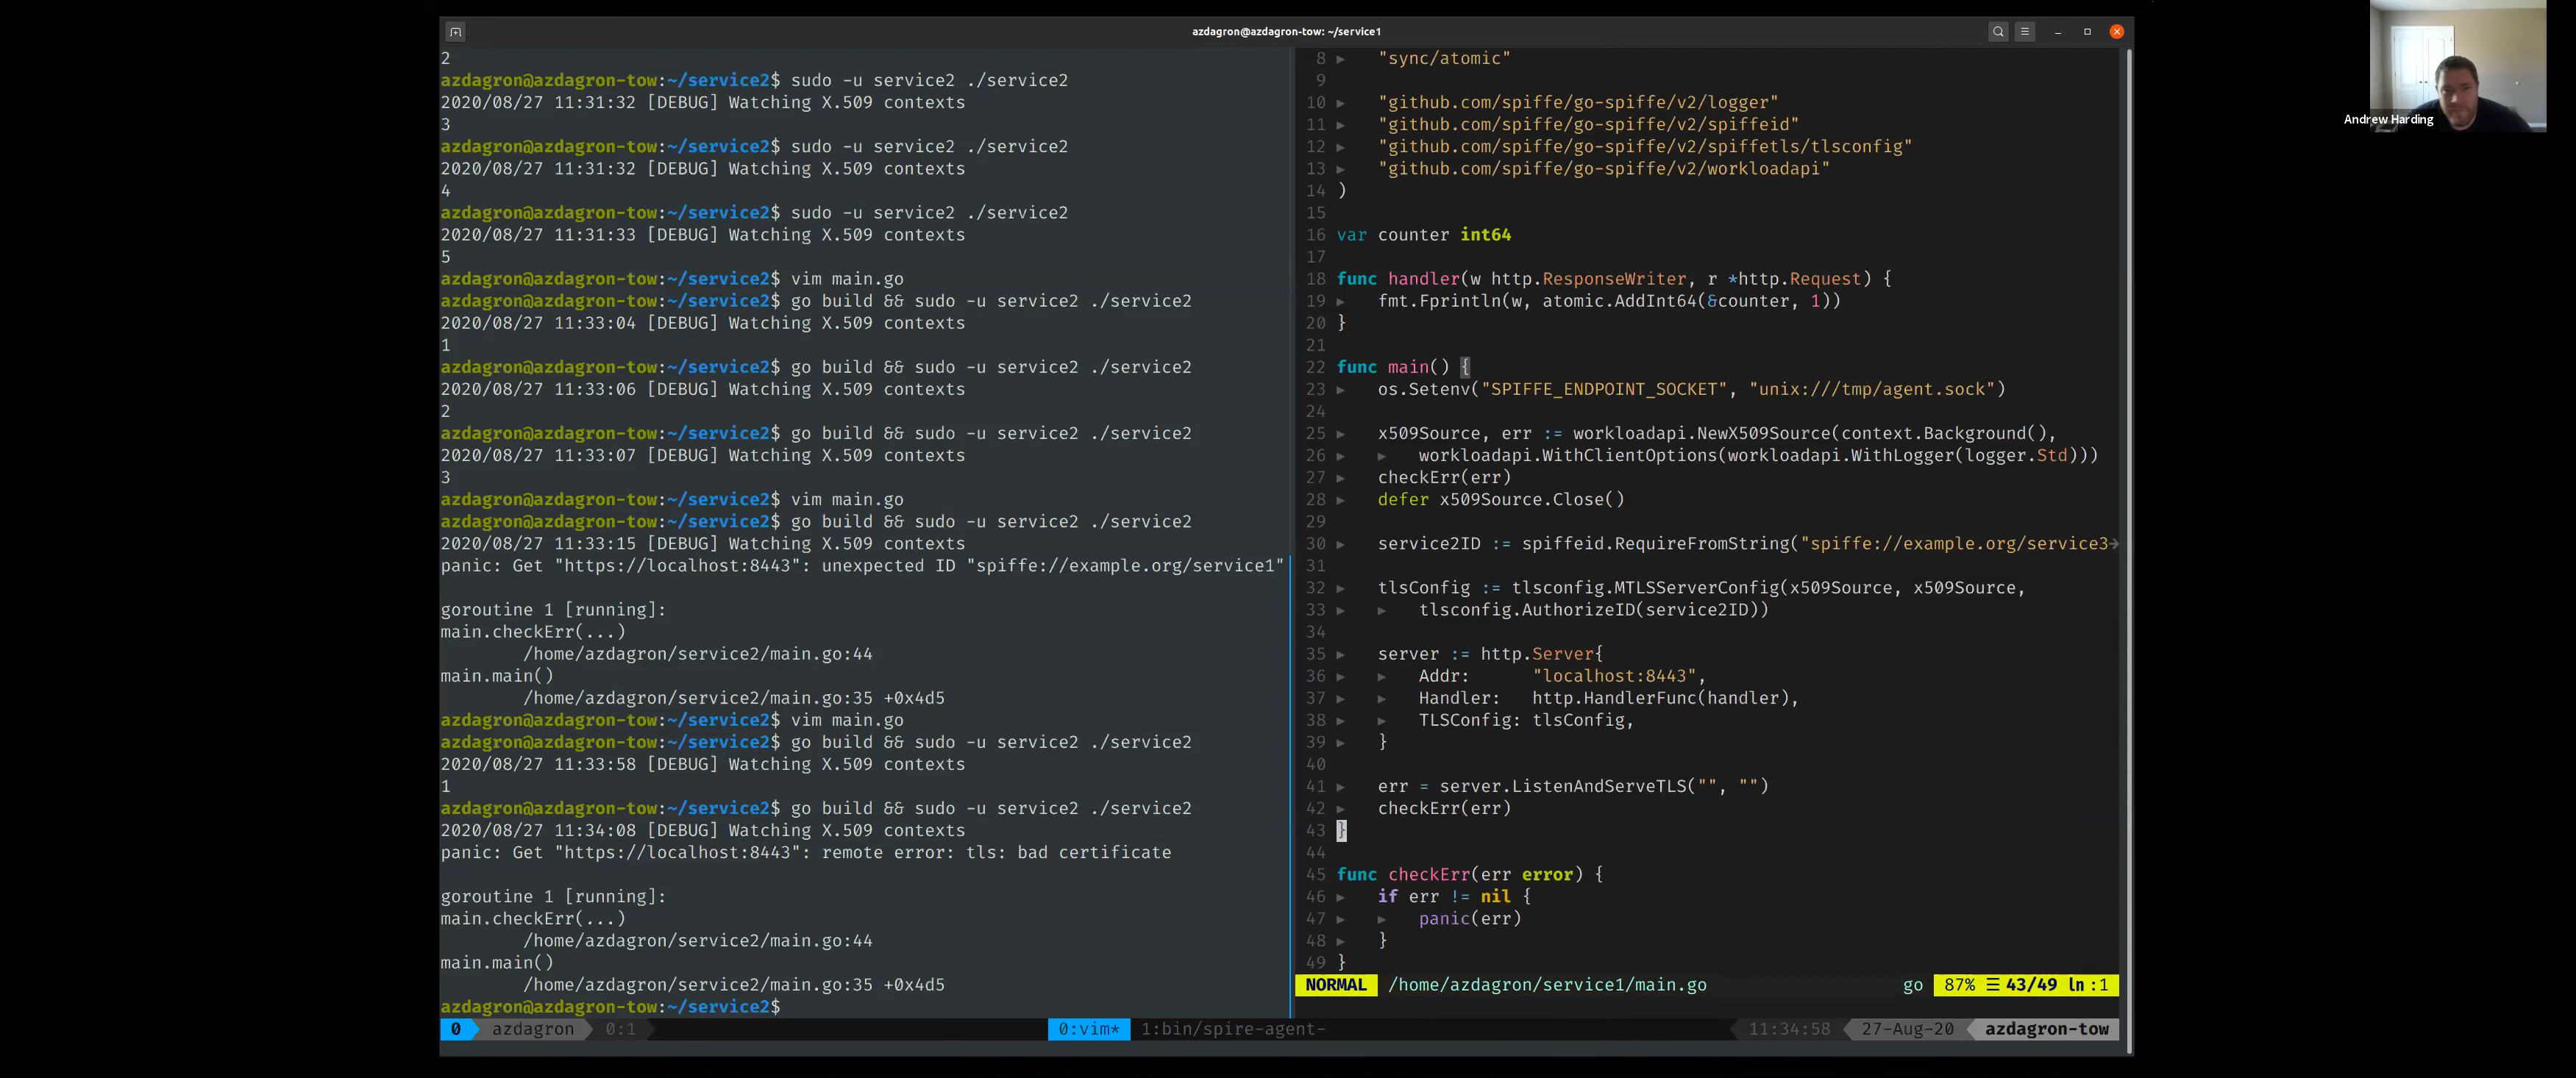 azdagron@azdagron-tow: ~/service1
2
azdagron@azdagron-tow:~/service2$ sudo -u service2 ./service2
2020/08/27 11:31:32 [DEBUG] Watching X.509 contexts
3
azdagron@azdagron-tow:~/service2$ sudo -u service2 ./service2
2020/08/27 11:31:32 [DEBUG] Watching X.509 contexts
4
azdagron@azdagron-tow:~/service2$ sudo -u service2 ./service2
2020/08/27 11:31:33 [DEBUG] Watching X.509 contexts
5
azdagron@azdagron-tow:~/service2$ vim main.go
azdagron@azdagron-tow:~/service2$ go build && sudo -u service2 ./service2
2020/08/27 11:33:04 [DEBUG] Watching X.509 contexts
1
azdagron@azdagron-tow:~/service2$ go build && sudo -u service2 ./service2
2020/08/27 11:33:06 [DEBUG] Watching X.509 contexts
2
azdagron@azdagron-tow:~/service2$ go build && sudo -u service2 ./service2
2020/08/27 11:33:07 [DEBUG] Watching X.509 contexts
3
azdagron@azdagron-tow:~/service2$ vim main.go
azdagron@azdagron-tow:~/service2$ go build && sudo -u service2 ./service2
2020/08/27 11:33:15 [DEBUG] Watching X.509 contexts
panic: Get "https://localhost:8443": unexpected ID "spiffe://example.org/service1"
goroutine 1 [running]:
main.checkErr(...)
/home/azdagron/service2/main.go:44
main.main()
/home/azdagron/service2/main.go:35 +0x4d5
azdagron@azdagron-tow:~/service2$ vim main.go
azdagron@azdagron-tow:~/service2$ go build && sudo -u service2 ./service2
2020/08/27 11:33:58 [DEBUG] Watching X.509 contexts
1
azdagron@azdagron-tow:~/service2$ go build && sudo -u service2 ./service2
2020/08/27 11:34:08 [DEBUG] Watching X.509 contexts
panic: Get "https://localhost:8443": remote error: tls: bad certificate
goroutine 1 [running]:
main.checkErr(...)
/home/azdagron/service2/main.go:44
main.main()
/home/azdagron/service2/main.go:35 +0x4d5
azdagron@azdagron-tow:~/service2$
8 ▸ "sync/atomic"
9
10 ▸ "github.com/spiffe/go-spiffe/v2/logger"
11 ▸ "github.com/spiffe/go-spiffe/v2/spiffeid"
12 ▸ "github.com/spiffe/go-spiffe/v2/spiffetls/tlsconfig"
13 ▸ "github.com/spiffe/go-spiffe/v2/workloadapi"
14 )
15
16 var counter int64
17
18 func handler(w http.ResponseWriter, r *http.Request) {
19 ▸ fmt.Fprintln(w, atomic.AddInt64(&counter, 1))
20 }
21
22 func main() {
23 ▸ os.Setenv("SPIFFE_ENDPOINT_SOCKET", "unix:///tmp/agent.sock")
24
25 ▸ x509Source, err := workloadapi.NewX509Source(context.Background(),
26 ▸ ▸ workloadapi.WithClientOptions(workloadapi.WithLogger(logger.Std)))
27 ▸ checkErr(err)
28 ▸ defer x509Source.Close()
29
30 ▸ service2ID := spiffeid.RequireFromString("spiffe://example.org/service3→
31
32 ▸ tlsConfig := tlsconfig.MTLSServerConfig(x509Source, x509Source,
33 ▸ ▸ tlsconfig.AuthorizeID(service2ID))
34
35 ▸ server := http.Server{
36 ▸ ▸ Addr: "localhost:8443",
37 ▸ ▸ Handler: http.HandlerFunc(handler),
38 ▸ ▸ TLSConfig: tlsConfig,
39 ▸ }
40
41 ▸ err = server.ListenAndServeTLS("", "")
42 ▸ checkErr(err)
43 }
44
45 func checkErr(err error) {
46 ▸ if err != nil {
47 ▸ ▸ panic(err)
48 ▸ }
49 }
NORMAL /home/azdagron/service1/main.go go 87% ☰ 43/49 ln :1
0 azdagron 0:1 0:vim* 1:bin/spire-agent- 11:34:58 27-Aug-20 azdagron-tow
Andrew Harding